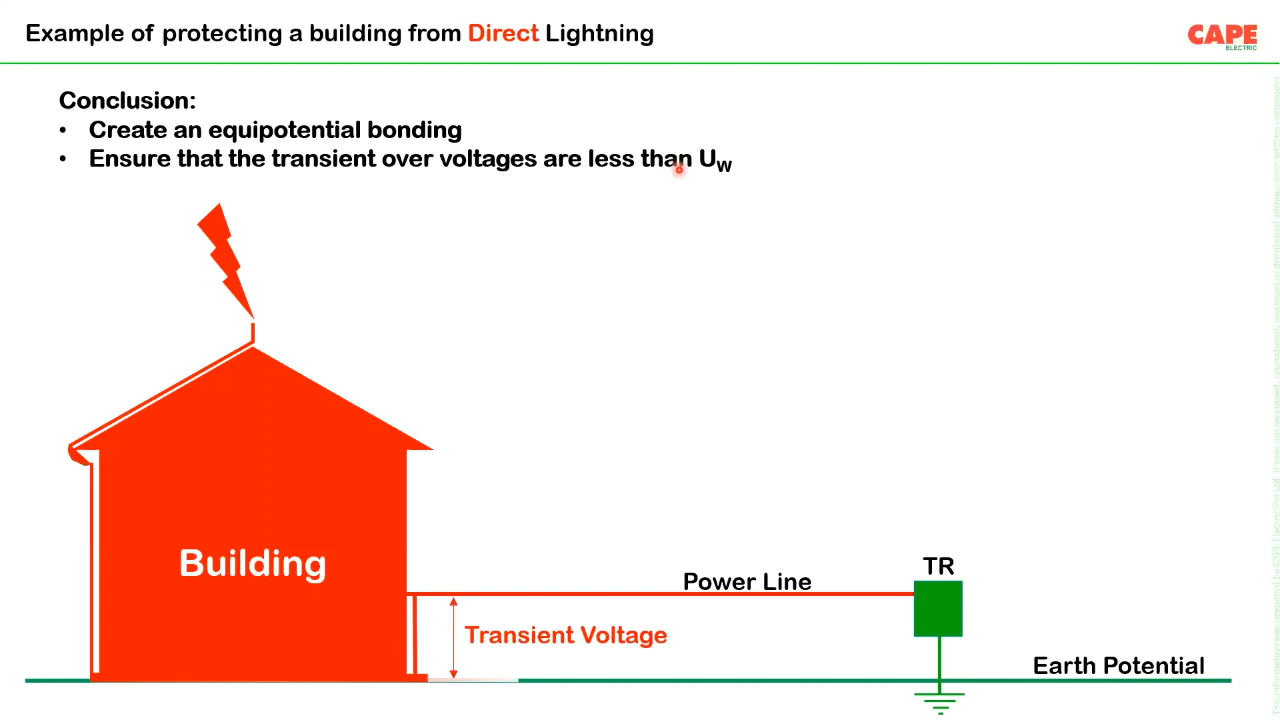 Example of protecting a building from Direct Lightning
CAPE
ELECTRIC
Conclusion:
• Create an equipotential bonding
• Ensure that the transient over voltages are less than UW
Building
Power Line
TR
Transient Voltage
Earth Potential